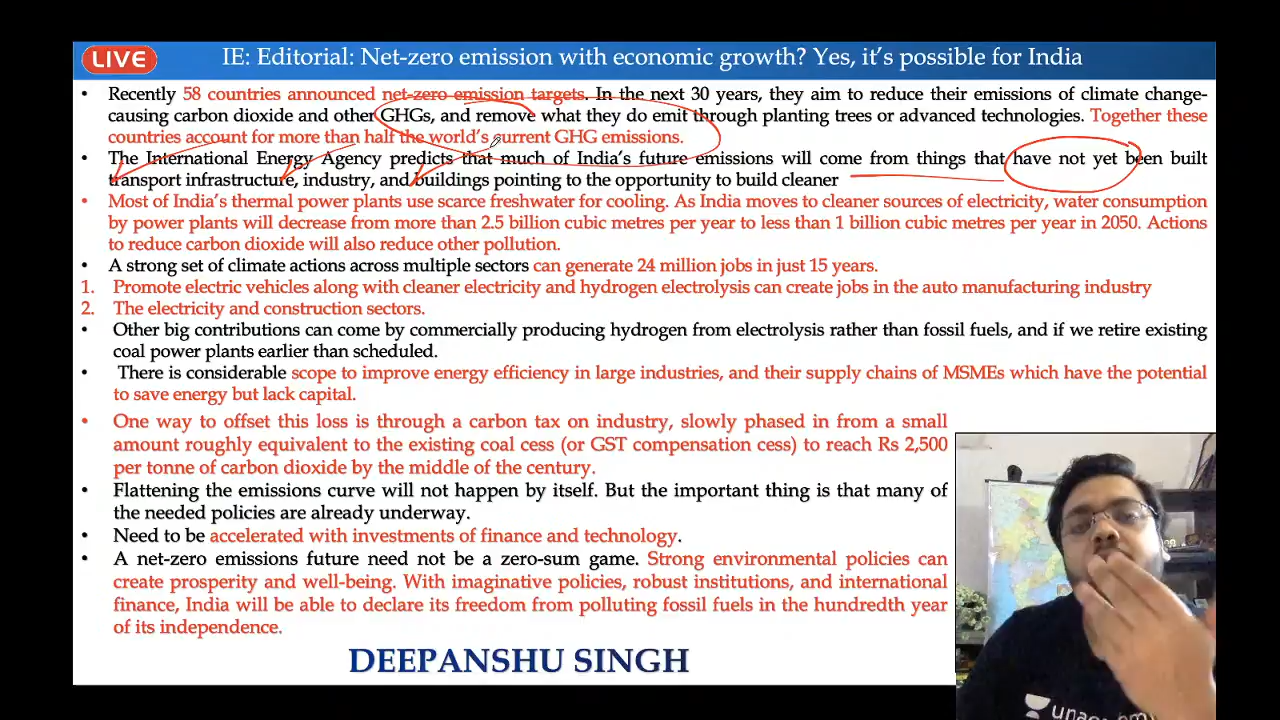 LIVE
IE: Editorial: Net-zero emission with economic growth? Yes, it's possible for India
• Recently 58 countries announced net-zero emission targets. In the next 30 years, they aim to reduce their emissions of climate change-
causing carbon dioxide and other GHGs, and remove what they do emit through planting trees or advanced technologies. Together these
countries account for more than half the world's current GHG emissions.
• The International Energy Agency predicts that much of India's future emissions will come from things that have not yet been built
transport infrastructure, industry, and buildings pointing to the opportunity to build cleaner
• Most of India's thermal power plants use scarce freshwater for cooling. As India moves to cleaner sources of electricity, water consumption
by power plants will decrease from more than 2.5 billion cubic metres per year to less than 1 billion cubic metres per year in 2050. Actions
to reduce carbon dioxide will also reduce other pollution.
• A strong set of climate actions across multiple sectors can generate 24 million jobs in just 15 years.
1. Promote electric vehicles along with cleaner electricity and hydrogen electrolysis can create jobs in the auto manufacturing industry
2. The electricity and construction sectors.
• Other big contributions can come by commercially producing hydrogen from electrolysis rather than fossil fuels, and if we retire existing
coal power plants earlier than scheduled.
• There is considerable scope to improve energy efficiency in large industries, and their supply chains of MSMEs which have the potential
to save energy but lack capital.
• One way to offset this loss is through a carbon tax on industry, slowly phased in from a small
amount roughly equivalent to the existing coal cess (or GST compensation cess) to reach Rs 2,500
per tonne of carbon dioxide by the middle of the century.
• Flattening the emissions curve will not happen by itself. But the important thing is that many of
the needed policies are already underway.
• Need to be accelerated with investments of finance and technology.
• A net-zero emissions future need not be a zero-sum game. Strong environmental policies can
create prosperity and well-being. With imaginative policies, robust institutions, and international
finance, India will be able to declare its freedom from polluting fossil fuels in the hundredth year
of its independence.
DEEPANSHU SINGH